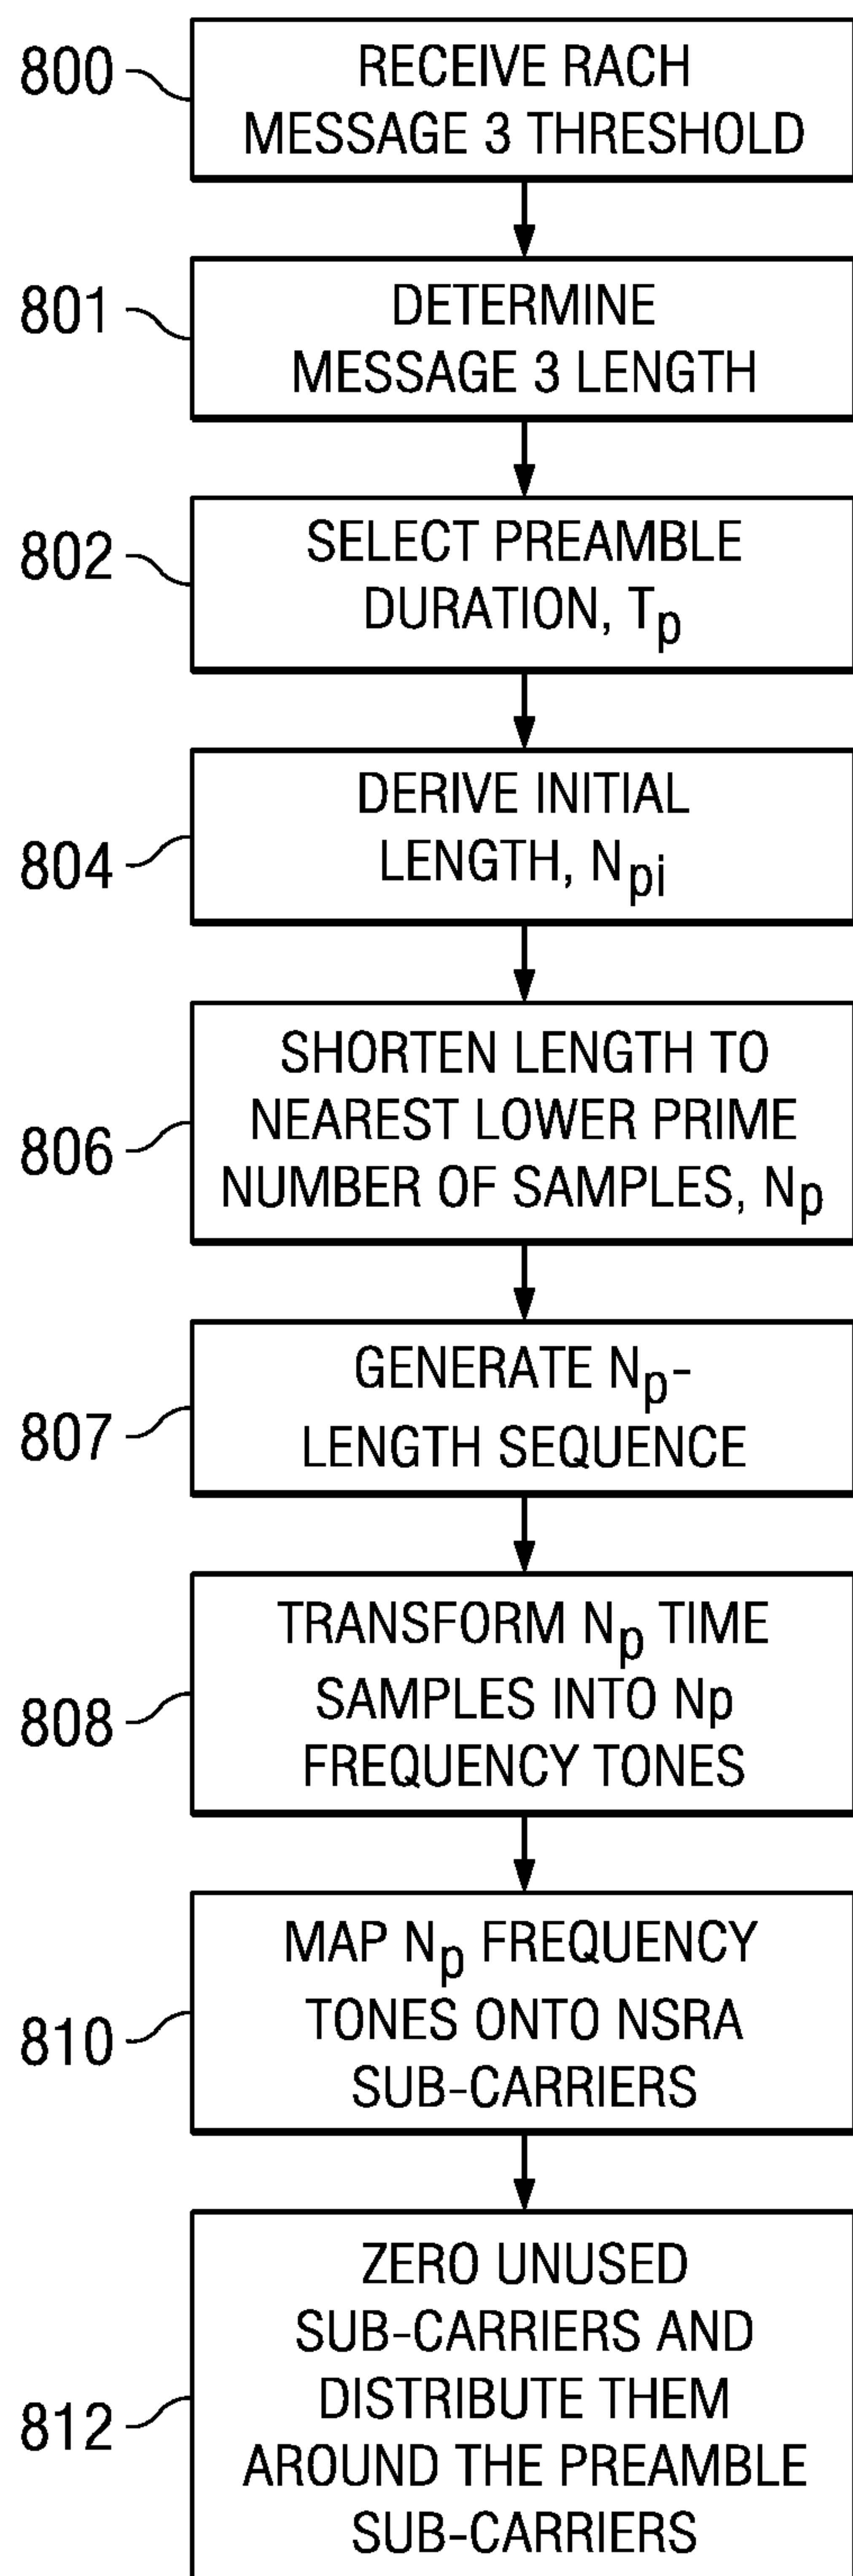 800
RECEIVE RACH
MESSAGE 3 THRESHOLD
801
DETERMINE
MESSAGE 3 LENGTH
802
SELECT PREAMBLE
DURATION, Tp
804
DERIVE INITIAL
LENGTH, Npi
806
SHORTEN LENGTH TO
NEAREST LOWER PRIME
NUMBER OF SAMPLES, Np
807
GENERATE Np-
LENGTH SEQUENCE
808
TRANSFORM Np TIME
SAMPLES INTO Np
FREQUENCY TONES
810
MAP Np FREQUENCY
TONES ONTO NSRA
SUB-CARRIERS
812
ZERO UNUSED
SUB-CARRIERS AND
DISTRIBUTE THEM
AROUND THE PREAMBLE
SUB-CARRIERS